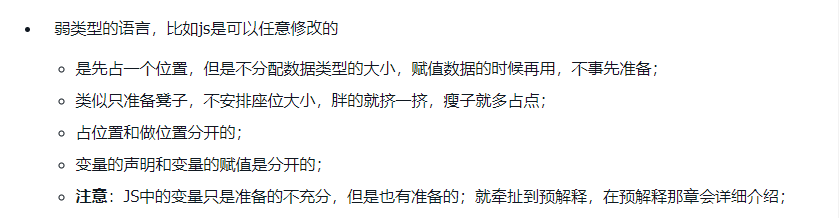 弱类型的语言，比如js是可以任意修改的
是先占一个位置，但是不分配数据类型的大小，赋值数据的时候再用，不事先准备；
类似只准备凳子，不安排座位大小，胖的就挤一挤，瘦子就多占点；
占位置和做位置分开的；
变量的声明和变量的赋值是分开的；
注意：JS中的变量只是准备的不充分，但是也有准备的；就牵扯到预解释，在预解释那章会详细介绍；